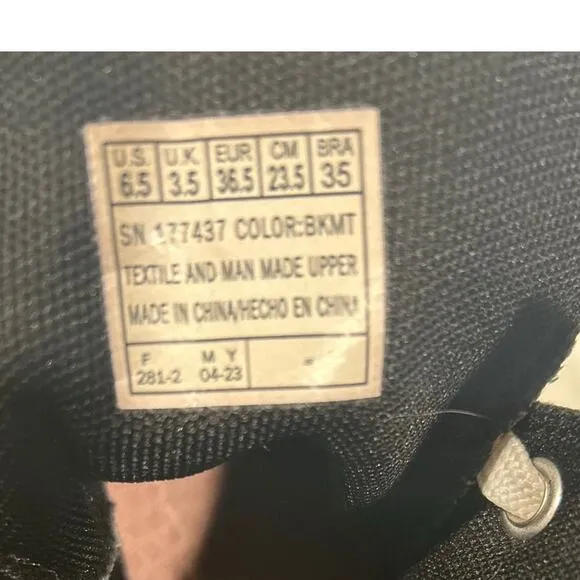 U.S. U.K. EUR CM BRA
6.5 3.5 36.5 23.5 35
SN 177437 COLOR:BKMT
TEXTILE AND MAN MADE UPPER
MADE IN CHINA/HECHO EN CHINA
F M Y
281-2 04-23